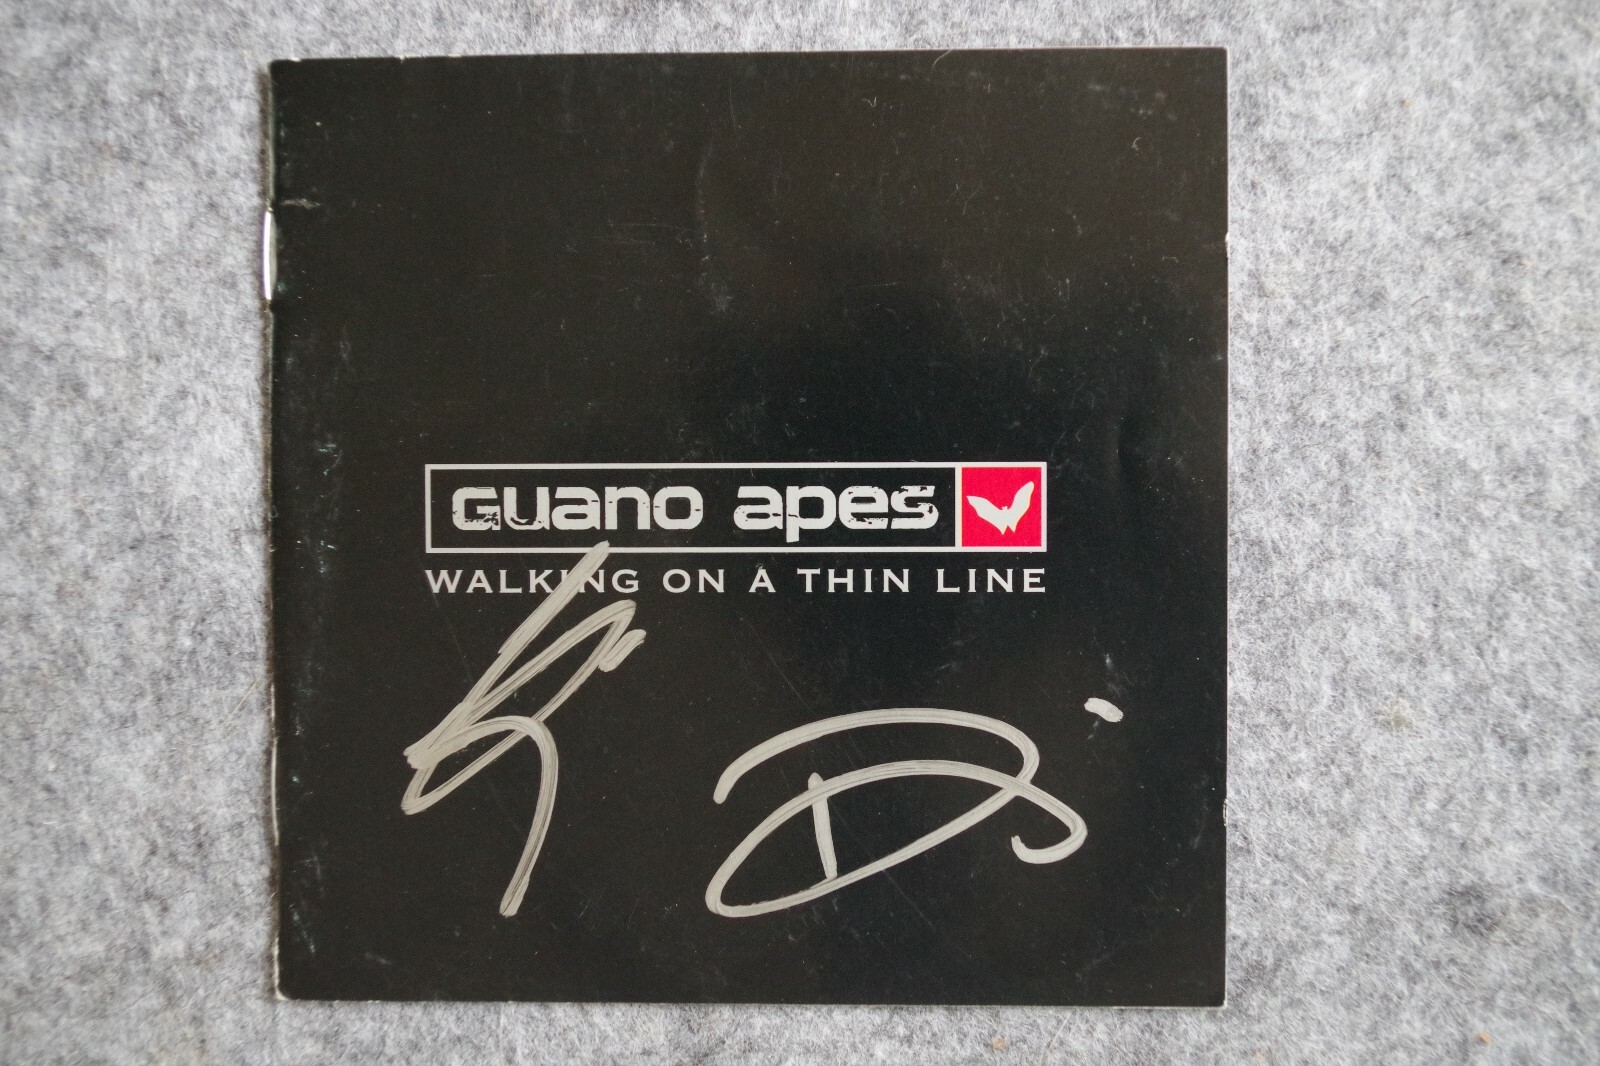 Guano apes
WALKING ON A THIN LINE